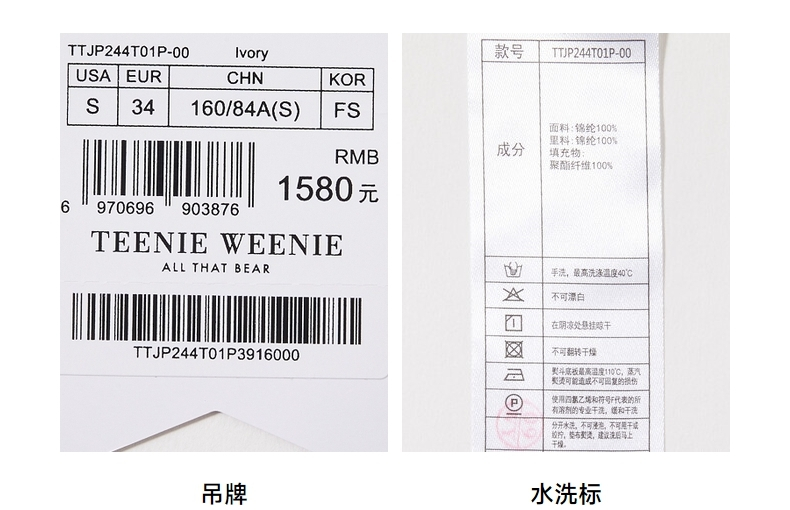 TTJP244T01P-00 Ivory
USA EUR CHN KOR
S 34 160/84A(S) FS
RMB
1580元
6 970696 903876
TEENIE WEENIE
ALL THAT BEAR
TTJP244T01P3916000
吊牌
款号 TTJP244T01P-00
成分
面料:锦纶100%
里料:锦纶100%
填充物:
聚酯纤维100%
手洗，最高洗涤温度40℃
不可漂白
在阴凉处悬挂晾干
不可翻转干燥
熨斗底板最高温度110℃，蒸汽
熨烫可能造成不可回复的损伤
P
使用四氯乙烯和符号F代表的所
有溶剂的专业干洗，缓和干洗
分开水洗，不可浸泡，不可用手或
拧，垫布熨烫，建议洗后马上
干燥。
水洗标